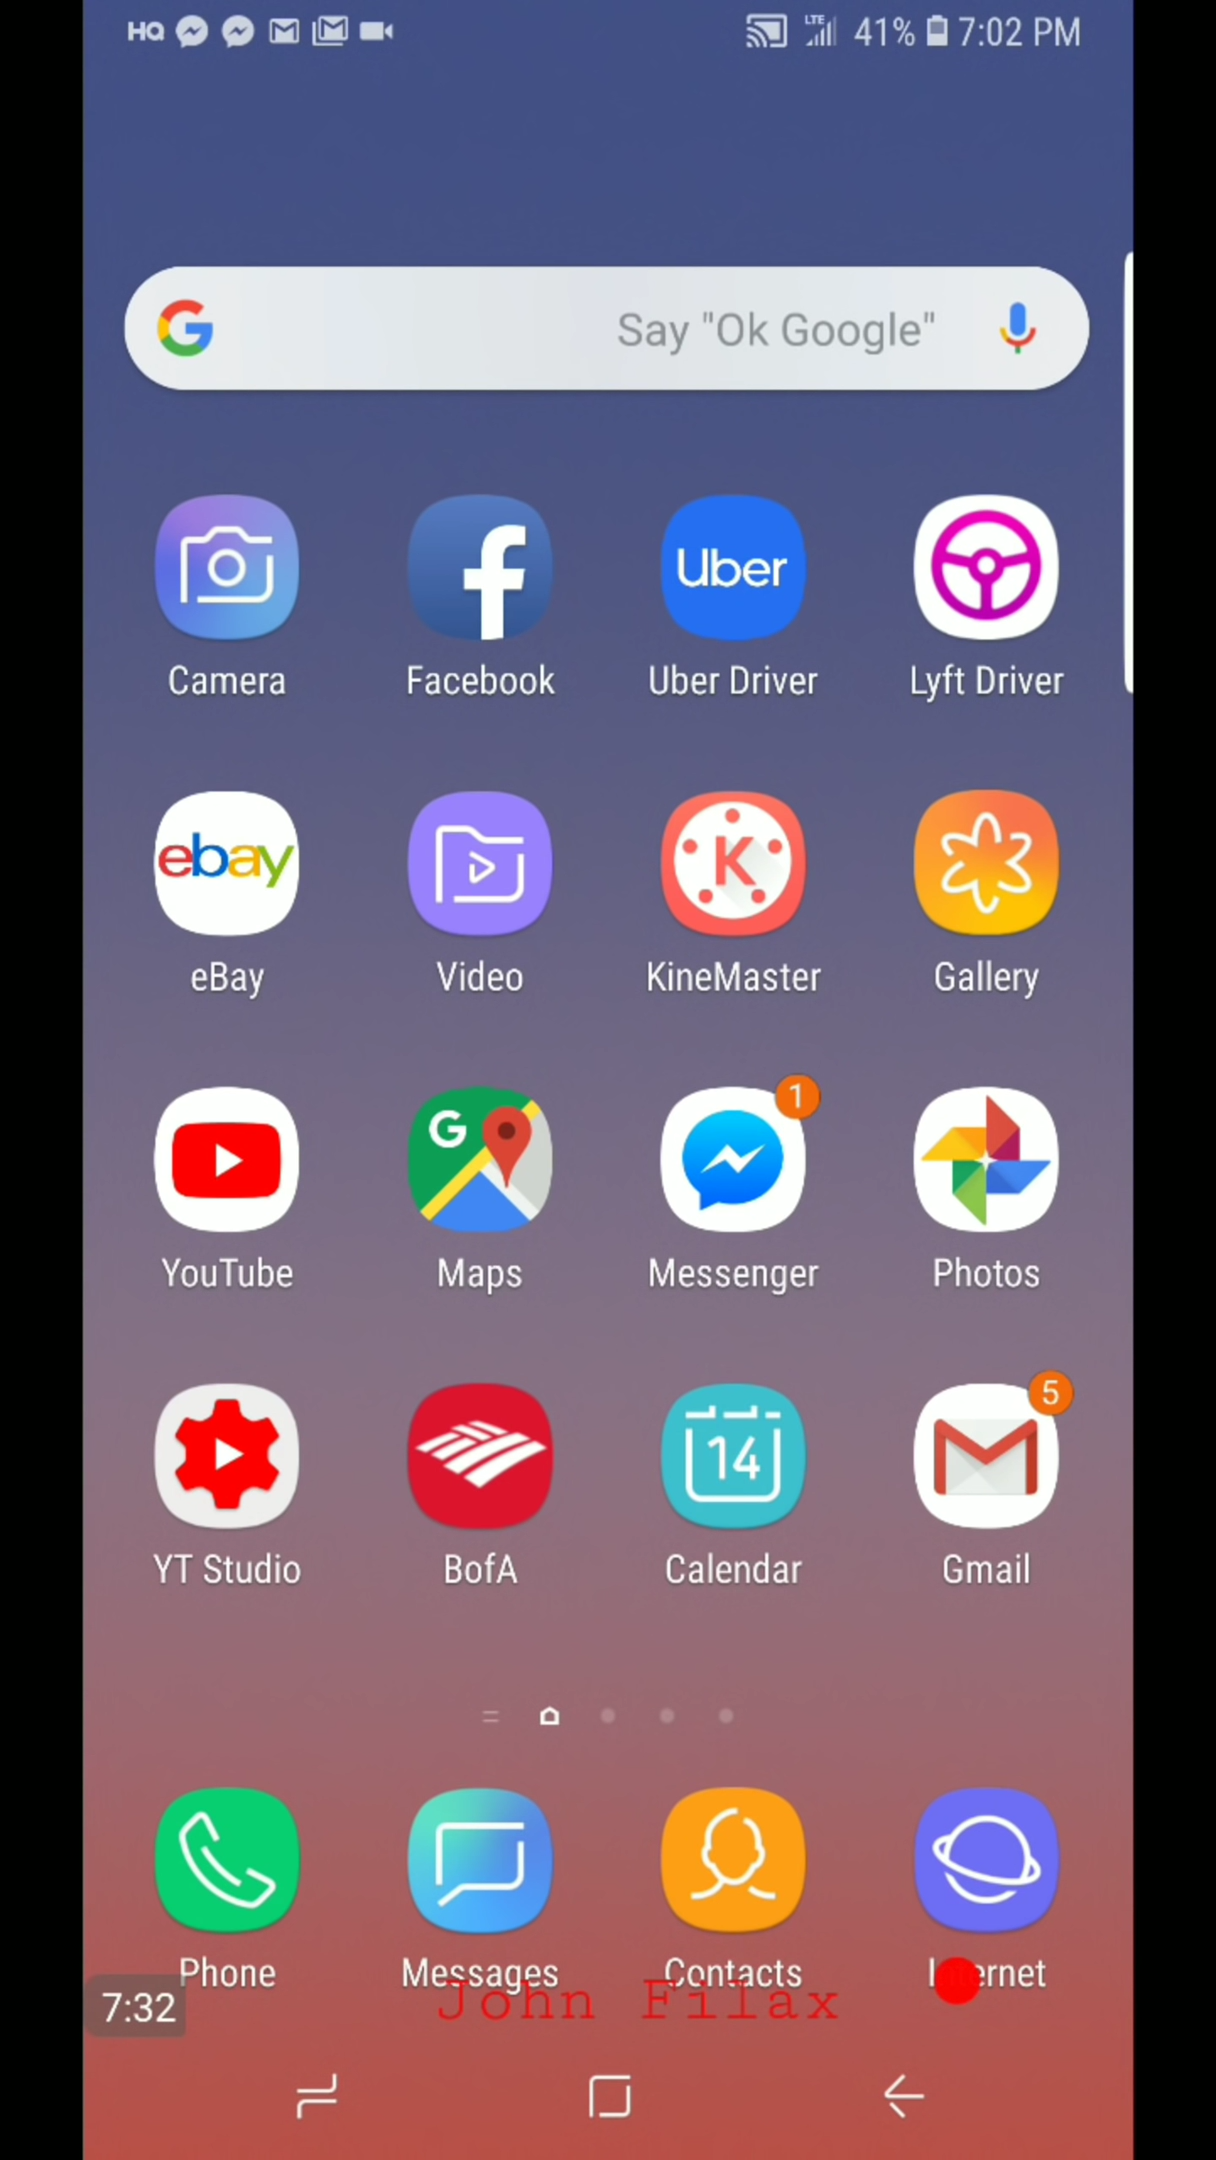 HQ LTE 41% 7:02 PM
G Say "Ok Google"
Uber
Camera Facebook Uber Driver Lyft Driver
ebay K
eBay Video KineMaster Gallery
G 1
YouTube Maps Messenger Photos
14 5
YT Studio BofA Calendar Gmail
Phone Messages Contacts
7:32 John Filax